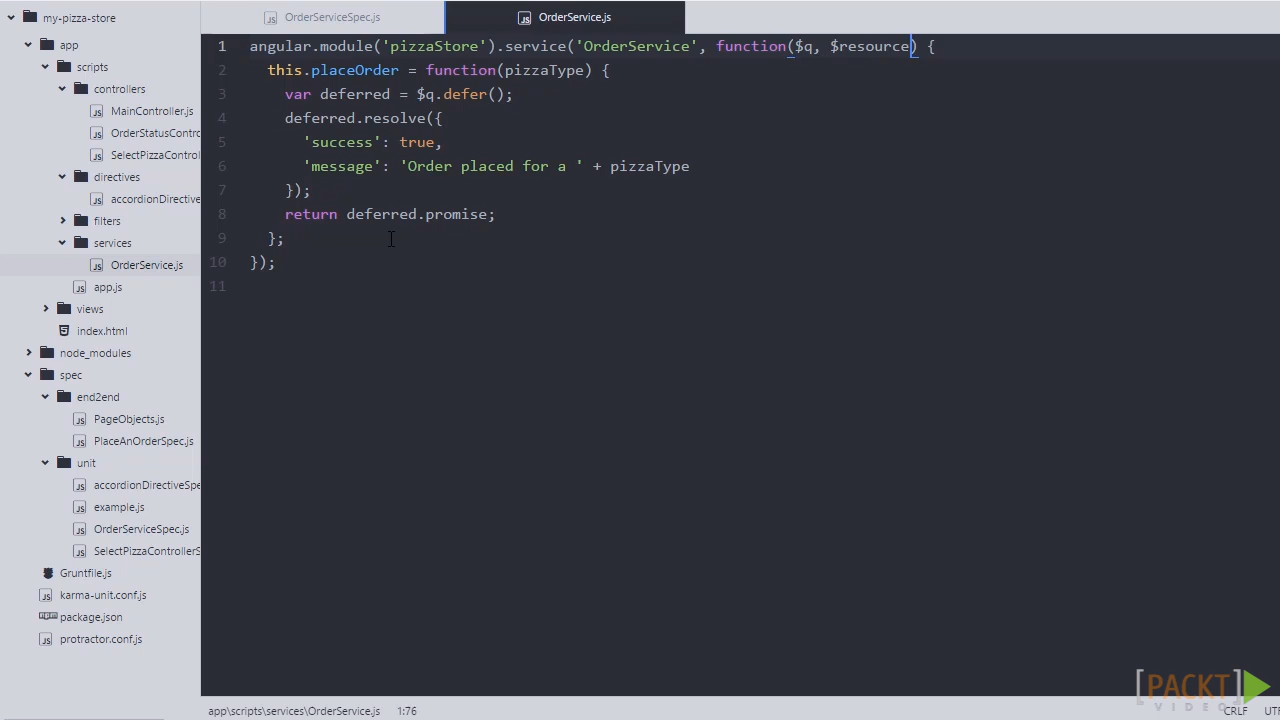 my-pizza-store
app
scripts
controllers
MainController.js
OrderStatusContro
SelectPizzaControl
directives
accordionDirective
filters
services
OrderService.js
app.js
views
index.html
node_modules
spec
end2end
PageObjects.js
PlaceAnOrderSpec.js
unit
accordionDirectiveSpe
example.js
OrderServiceSpec.js
SelectPizzaControllerS
Gruntfile.js
karma-unit.conf.js
package.json
protractor.conf.js
OrderServiceSpec.js
OrderService.js
1 angular.module('pizzaStore').service('OrderService', function($q, $resource) {
2 this.placeOrder = function(pizzaType) {
3 var deferred = $q.defer();
4 deferred.resolve({
5 'success': true,
6 'message': 'Order placed for a ' + pizzaType
7 });
8 return deferred.promise;
9 };
10 });
11
app\scripts\services\OrderService.js 1:76
CRLF UTF
[PACKT]
VIDEO